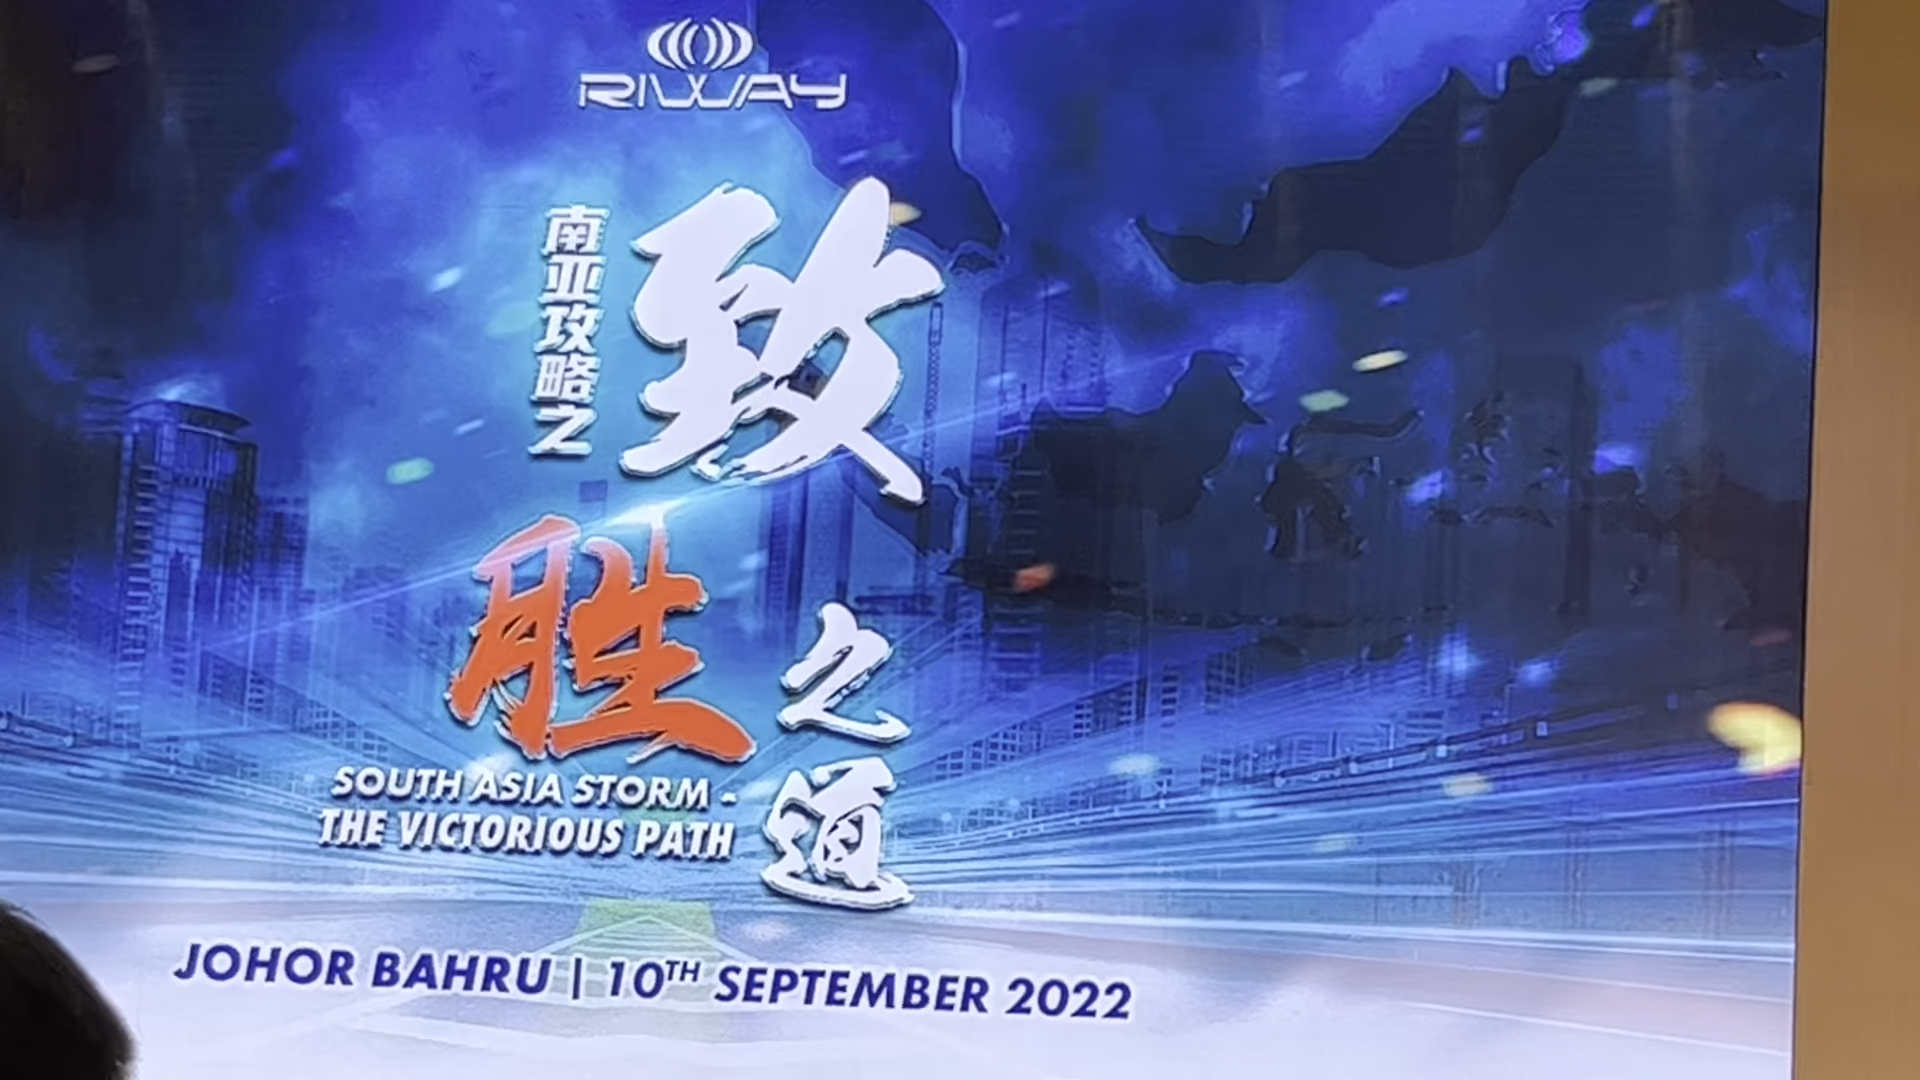 RIWAY
南亚攻略之
致胜之道
SOUTH ASIA STORM -
THE VICTORIOUS PATH
JOHOR BAHRU | 10TH SEPTEMBER 2022